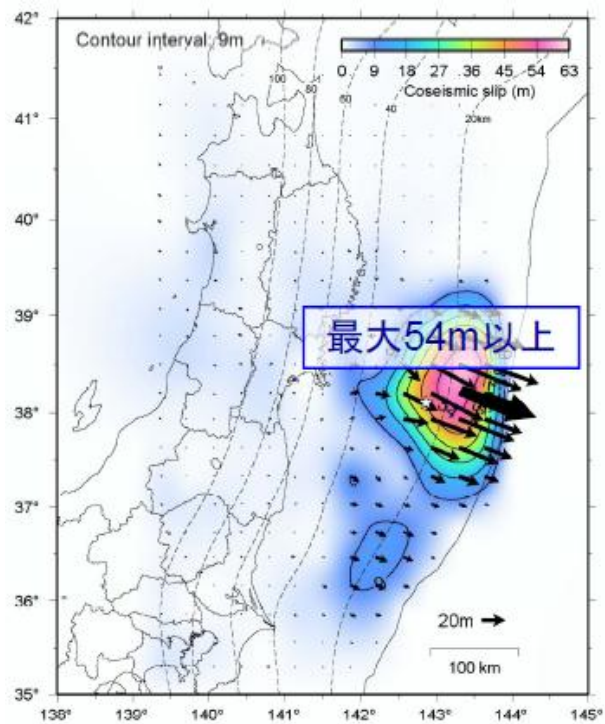 42°
Contour interval: 9m
0 9 18 27 36 45 54 63
Coseismic slip (m)
100
80
60
40
20km
41°
40°
39°
最大54m以上
38°
37°
36°
20m
100 km
35°
138° 139° 140° 141° 142° 143° 144° 145°